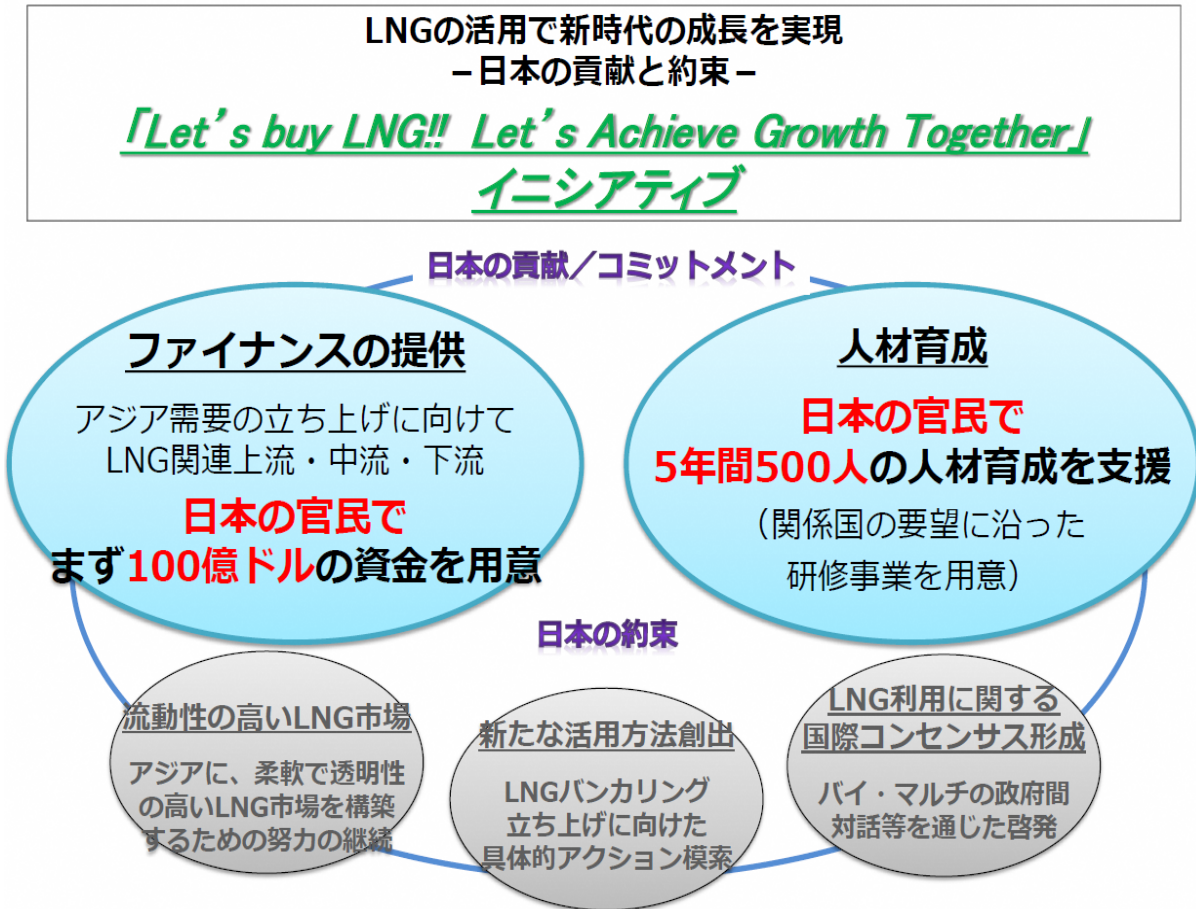 LNGの活用で新時代の成長を実現
－日本の貢献と約束－
「Let’s buy LNG!! Let’s Achieve Growth Together」
イニシアティブ
日本の貢献／コミットメント
ファイナンスの提供
アジア需要の立ち上げに向けて
LNG関連上流・中流・下流
日本の官民で
まず100億ドルの資金を用意
人材育成
日本の官民で
5年間500人の人材育成を支援
（関係国の要望に沿った
研修事業を用意）
日本の約束
流動性の高いLNG市場
アジアに、柔軟で透明性
の高いLNG市場を構築
するための努力の継続
新たな活用方法創出
LNGバンカリング
立ち上げに向けた
具体的アクション模索
LNG利用に関する
国際コンセンサス形成
バイ・マルチの政府間
対話等を通じた啓発